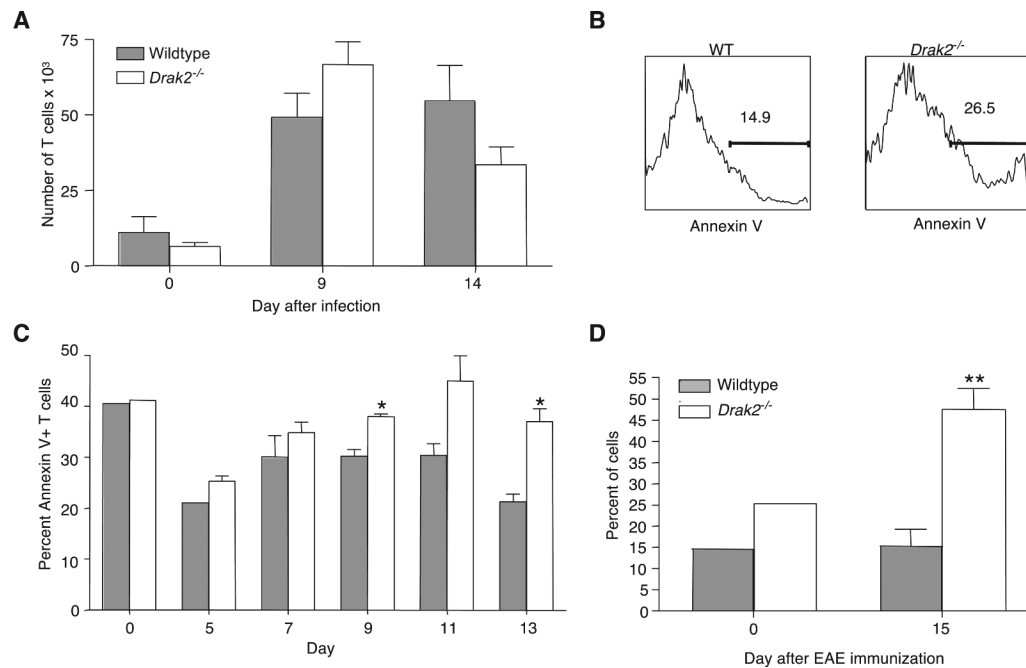 A
75
50
25
0
Number of T cells x 10³
Wildtype
Drak2⁻/⁻
0
9
14
Day after infection
B
WT
14.9
Annexin V
Drak2⁻/⁻
26.5
Annexin V
C
50
40
30
20
10
0
Percent Annexin V+ T cells
*
*
0
5
7
9
11
13
Day
D
55
50
45
40
35
30
25
20
15
10
5
0
Percent of cells
Wildtype
Drak2⁻/⁻
**
0
15
Day after EAE immunization